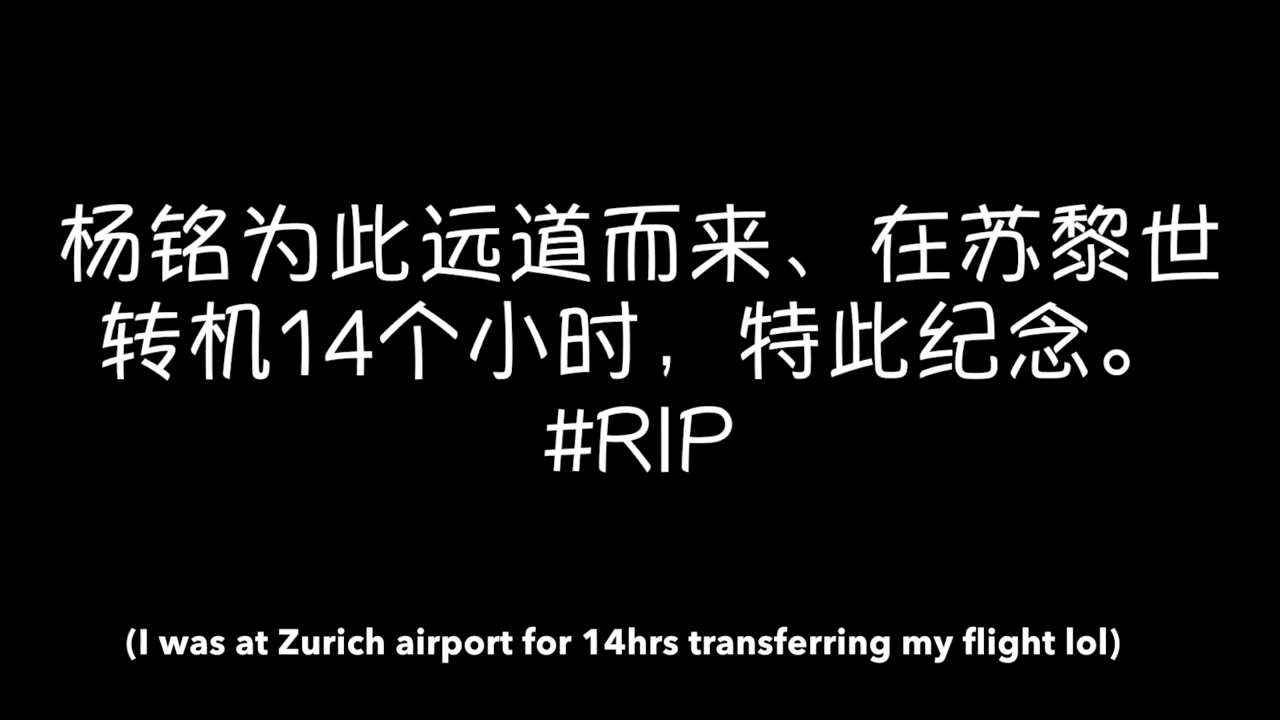 杨铭为此远道而来、在苏黎世
转机14个小时，特此纪念。
#RIP
(I was at Zurich airport for 14hrs transferring my flight lol)